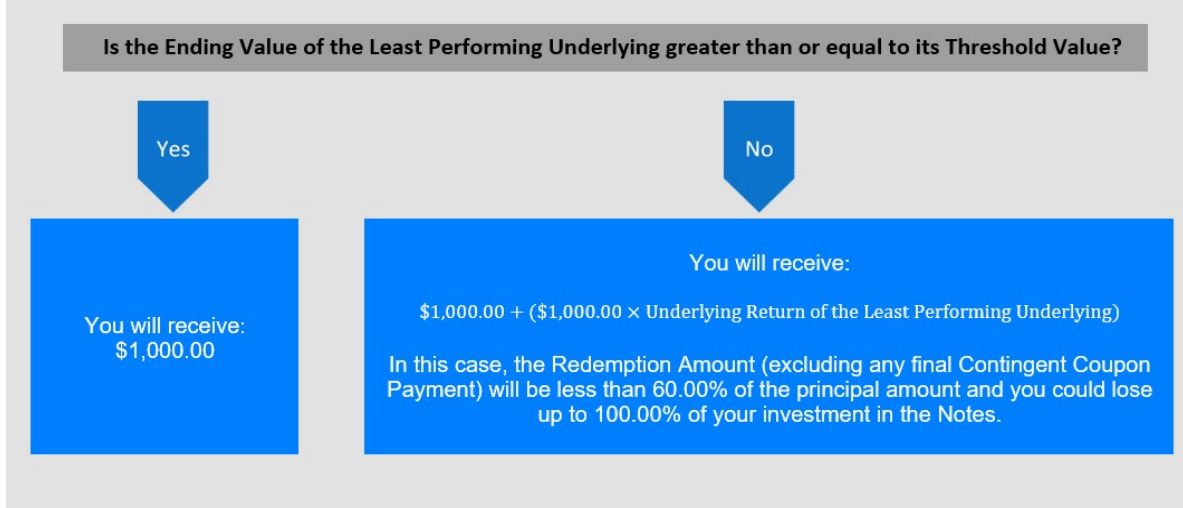 Is the Ending Value of the Least Performing Underlying greater than or equal to its Threshold Value?
Yes
No
You will receive:
$1,000.00
You will receive:
$1,000.00 + ($1,000.00 × Underlying Return of the Least Performing Underlying)
In this case, the Redemption Amount (excluding any final Contingent Coupon
Payment) will be less than 60.00% of the principal amount and you could lose
up to 100.00% of your investment in the Notes.